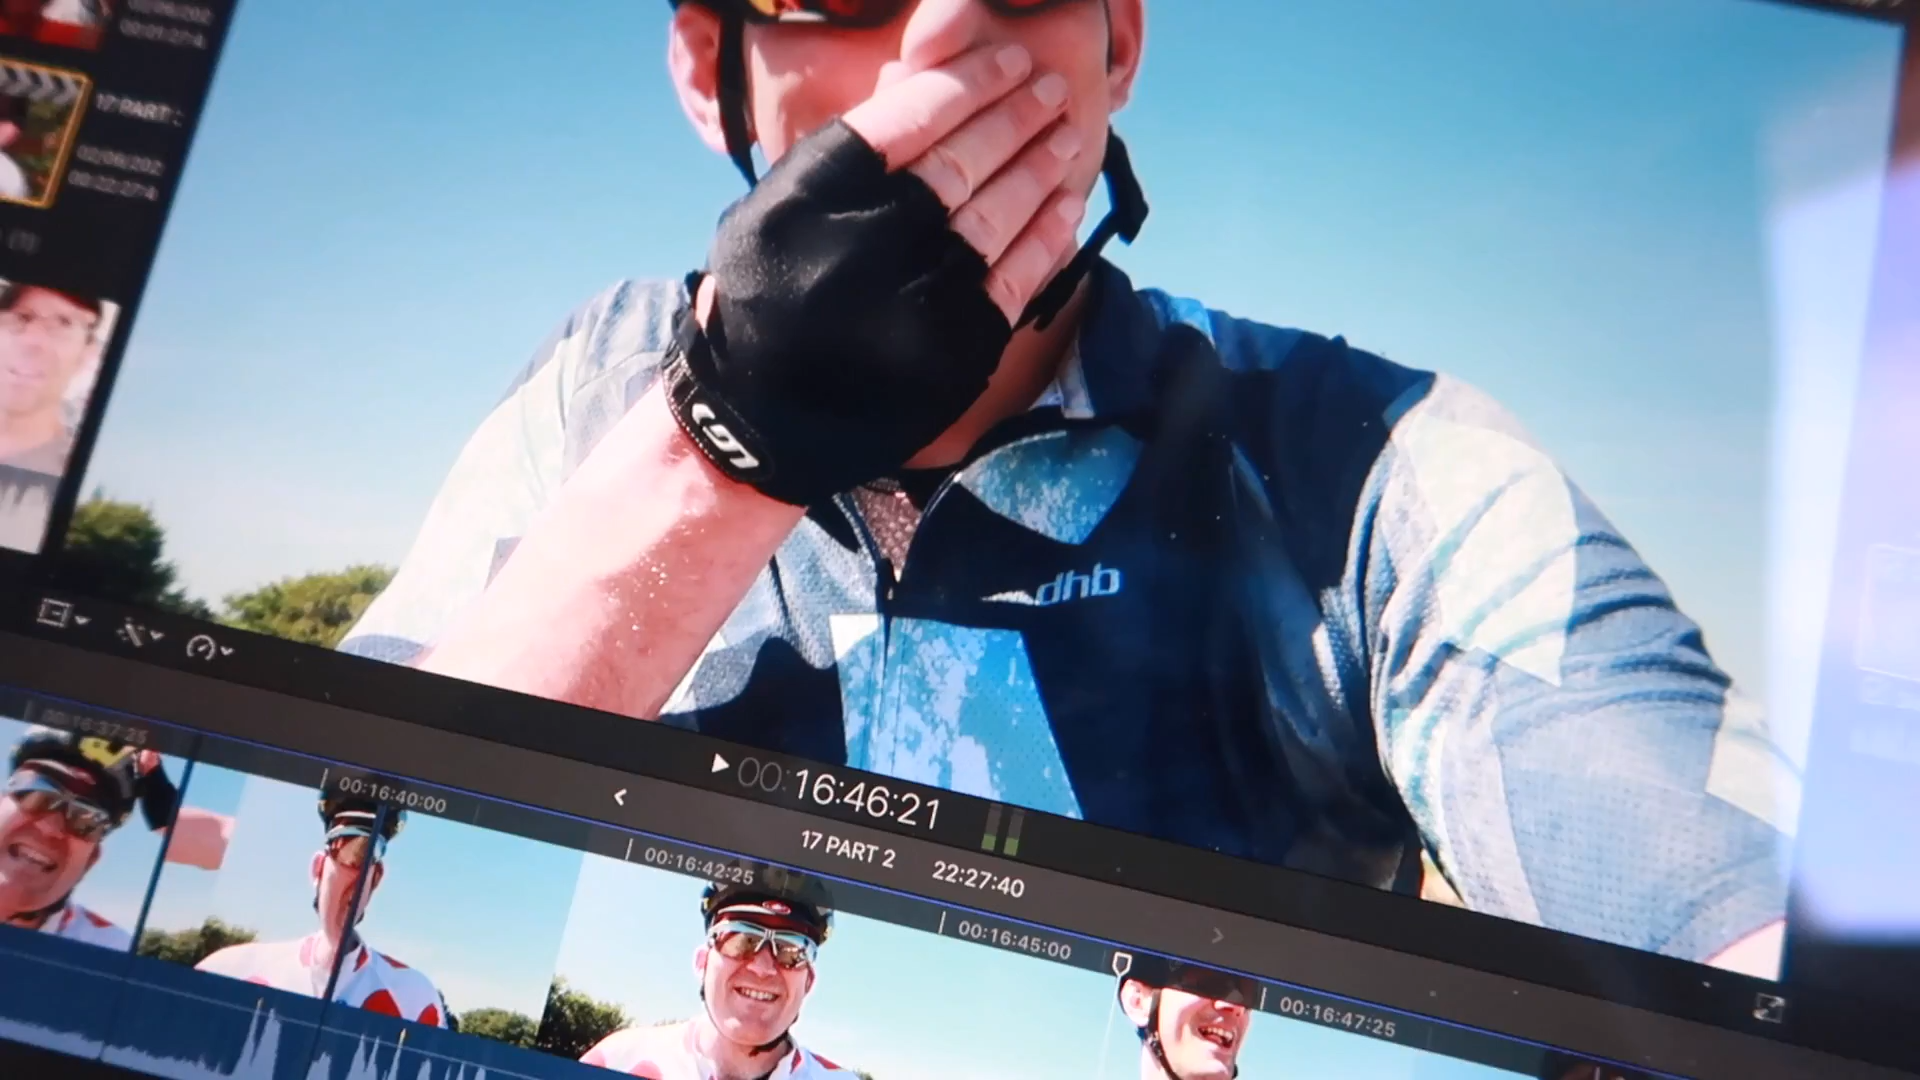 17 PART
dhb
00:16:37:25
00:16:40:00
00:16:42:25
00:16:45:00
00:16:47:25
00:16:46:21
17 PART 2 22:27:40